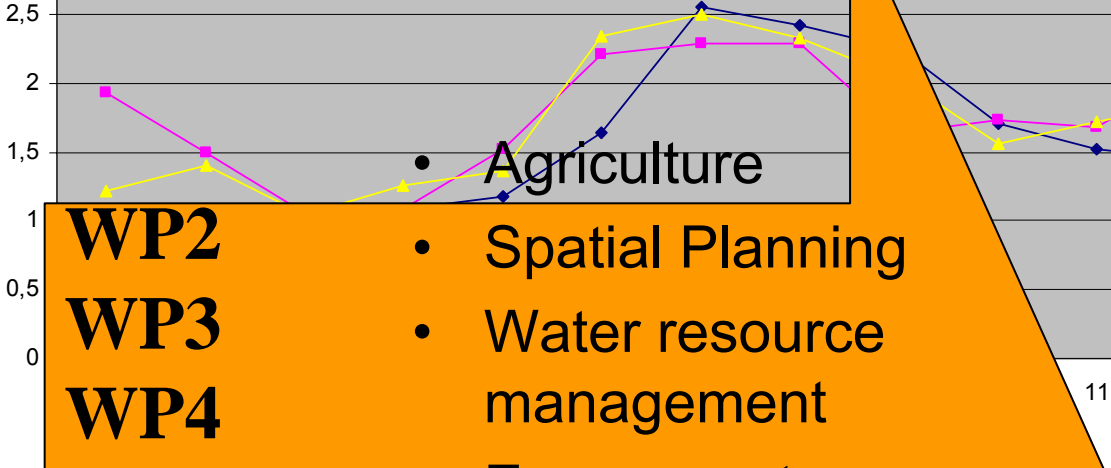 2,5
2
1,5
• Agriculture
1
WP2
• Spatial Planning
0,5
WP3
• Water resource
0
management
WP4
11